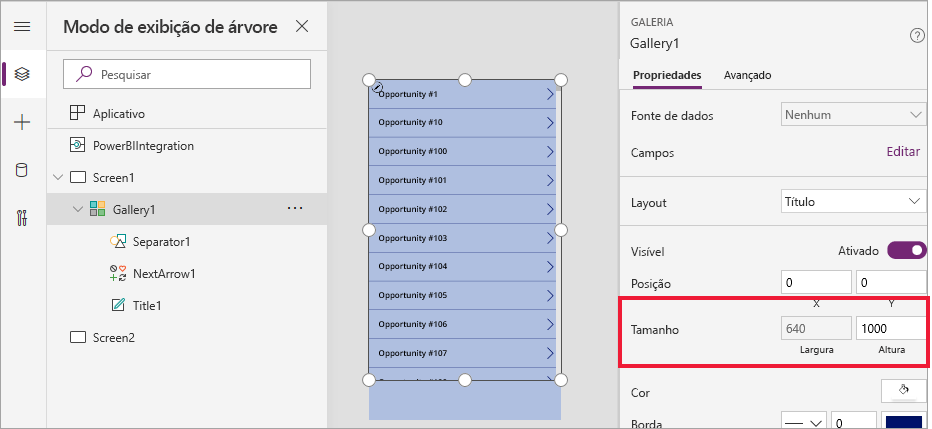 Modo de exibição de árvore
Pesquisar
Aplicativo
PowerBIIntegration
Screen1
Gallery1
Separator1
NextArrow1
Title1
Screen2
Opportunity #1
Opportunity #10
Opportunity #100
Opportunity #101
Opportunity #102
Opportunity #103
Opportunity #104
Opportunity #105
Opportunity #106
Opportunity #107
GALERIA
Gallery1
Propriedades Avançado
Fonte de dados Nenhum
Campos Editar
Layout Título
Visível Ativado
Posição 0 0
X Y
Tamanho 640 1000
Largura Altura
Cor
Borda 0